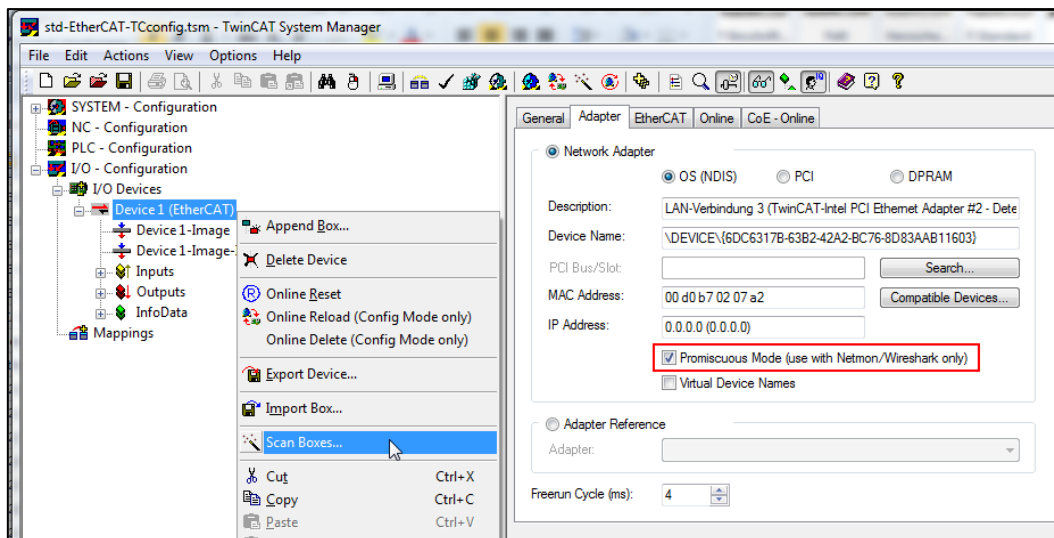 std-EtherCAT-TCconfig.tsm - TwinCAT System Manager
File Edit Actions View Options Help
SYSTEM - Configuration
NC - Configuration
PLC - Configuration
I/O - Configuration
I/O Devices
Device 1 (EtherCAT)
Device 1-Image
Device 1-Image-
Inputs
Outputs
InfoData
Mappings
Append Box...
Delete Device
Online Reset
Online Reload (Config Mode only)
Online Delete (Config Mode only)
Export Device...
Import Box...
Scan Boxes...
Cut Ctrl+X
Copy Ctrl+C
Paste Ctrl+V
General Adapter EtherCAT Online CoE - Online
Network Adapter
OS (NDIS) PCI DPRAM
Description: LAN-Verbindung 3 (TwinCAT-Intel PCI Ethernet Adapter #2 - Dete
Device Name: \DEVICE\{6DC6317B-63B2-42A2-BC76-8D83AAB11603}
PCI Bus/Slot: Search...
MAC Address: 00 d0 b7 02 07 a2 Compatible Devices...
IP Address: 0.0.0.0 (0.0.0.0)
Promiscuous Mode (use with Netmon/Wireshark only)
Virtual Device Names
Adapter Reference
Adapter:
Freerun Cycle (ms): 4